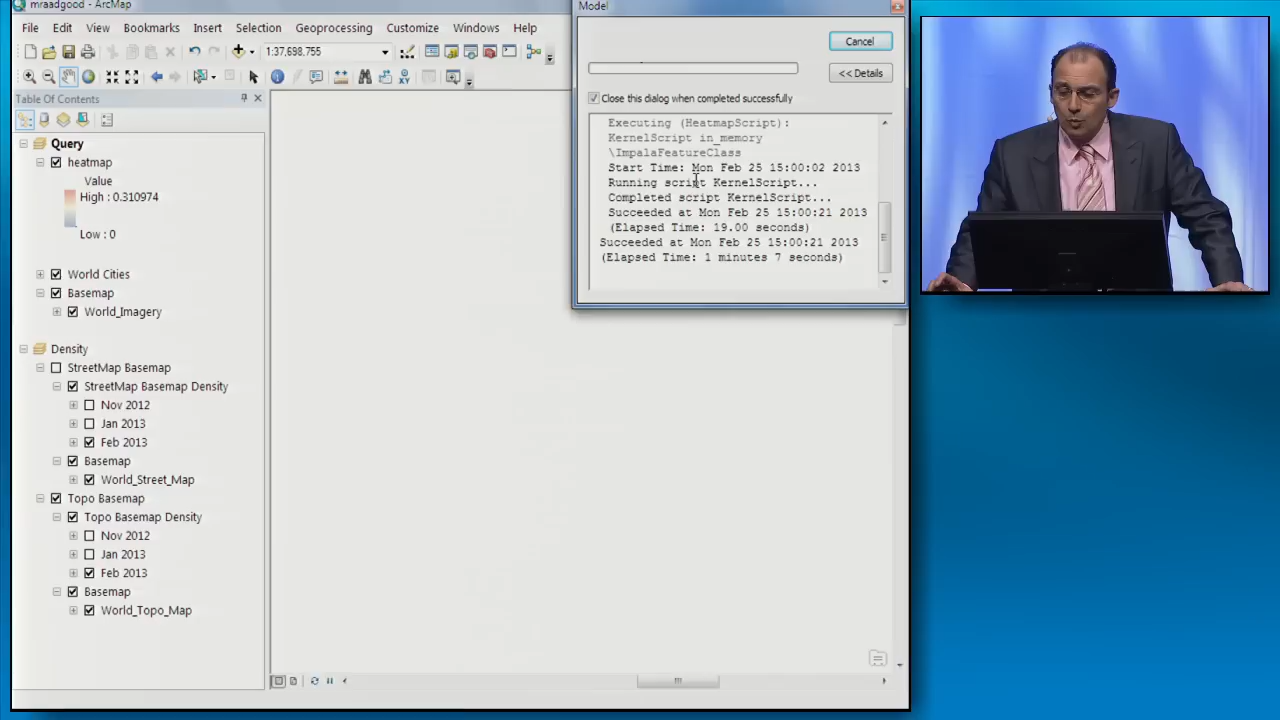 mraadgood - ArcMap
File Edit View Bookmarks Insert Selection Geoprocessing Customize Windows Help
1:37,698.755
Table Of Contents
Query
heatmap
Value
High : 0.310974
Low : 0
World Cities
Basemap
World_Imagery
Density
StreetMap Basemap
StreetMap Basemap Density
Nov 2012
Jan 2013
Feb 2013
Basemap
World_Street_Map
Topo Basemap
Topo Basemap Density
Nov 2012
Jan 2013
Feb 2013
Basemap
World_Topo_Map
Model
Cancel
<< Details
Close this dialog when completed successfully
Executing (HeatmapScript):
KernelScript in_memory
\ImpalaFeatureClass
Start Time: Mon Feb 25 15:00:02 2013
Running script KernelScript...
Completed script KernelScript...
Succeeded at Mon Feb 25 15:00:21 2013
(Elapsed Time: 19.00 seconds)
Succeeded at Mon Feb 25 15:00:21 2013
(Elapsed Time: 1 minutes 7 seconds)